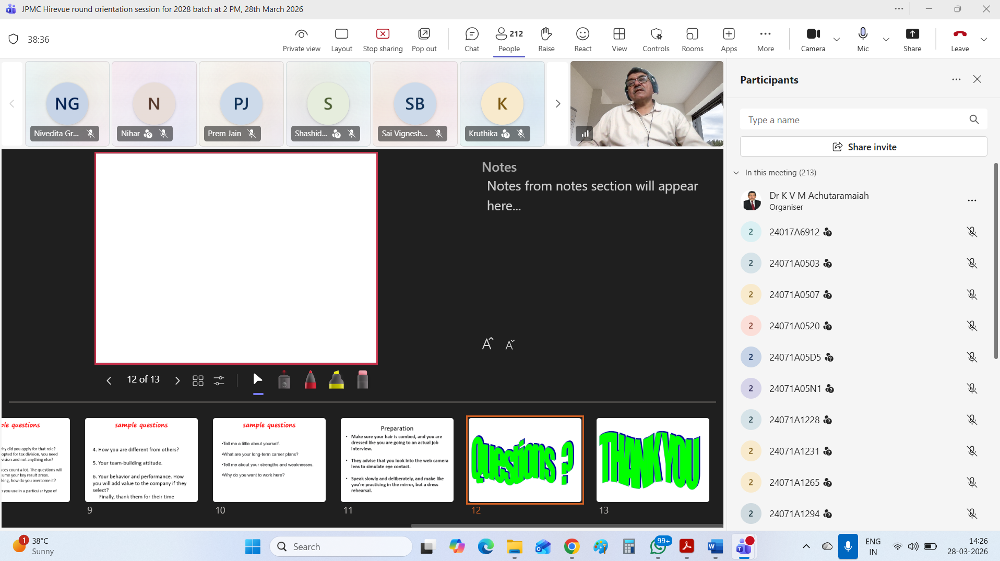 JPMC Hirevue round orientation session for 2028 batch at 2 PM, 28th March 2026
38:36
Private view
Layout
Stop sharing
Pop out
Chat
212
People
Raise
React
View
Controls
Rooms
Apps
More
Camera
Mic
Share
Leave
NG
Nivedita Gr...
N
Nihar
PJ
Prem Jain
S
Shashid...
SB
Sai Vignesh...
K
Kruthika
Participants
Type a name
Share invite
In this meeting (213)
Dr K V M Achutaramaiah
Organiser
2 24017A6912
2 24071A0503
2 24071A0507
2 24071A0520
2 24071A05D5
2 24071A05N1
2 24071A1228
2 24071A1231
2 24071A1265
2 24071A1294
Notes
Notes from notes section will appear
here...
A A
12 of 13
questions
did you apply for that role?
opted for tax division, you need
and not anything else?
count a lot. The questions will
your key result areas.
how do you overcome it?
you use in a particular type of
sample questions
4. How you are different from others?
5. Your team-building attitude.
6. Your behavior and performance. How
you will add value to the company if they
select?
Finally, thank them for their time
9
sample questions
•Tell me a little about yourself.
•What are your long-term career plans?
•Tell me about your strengths and weaknesses.
•Why do you want to work here?
10
Preparation
• Make sure your hair is combed, and you are
dressed like you are going to an actual job
interview.
• They advise that you look into the web camera
lens to simulate eye contact.
• Speak slowly and deliberately, and make like
you're practicing in the mirror, but a dress
rehearsal.
11
Questions ?
12
THANK YOU
13
1
38°C
Sunny
Search
99+
ENG
IN
14:26
28-03-2026